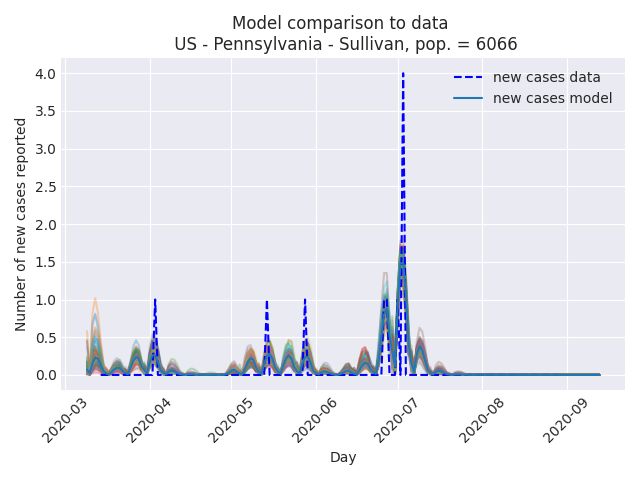 Model comparison to data
US - Pennsylvania - Sullivan, pop. = 6066
new cases data
new cases model
Number of new cases reported
4.0
3.5
3.0
2.5
2.0
1.5
1.0
0.5
0.0
2020-03
2020-04
2020-05
2020-06
2020-07
2020-08
2020-09
Day